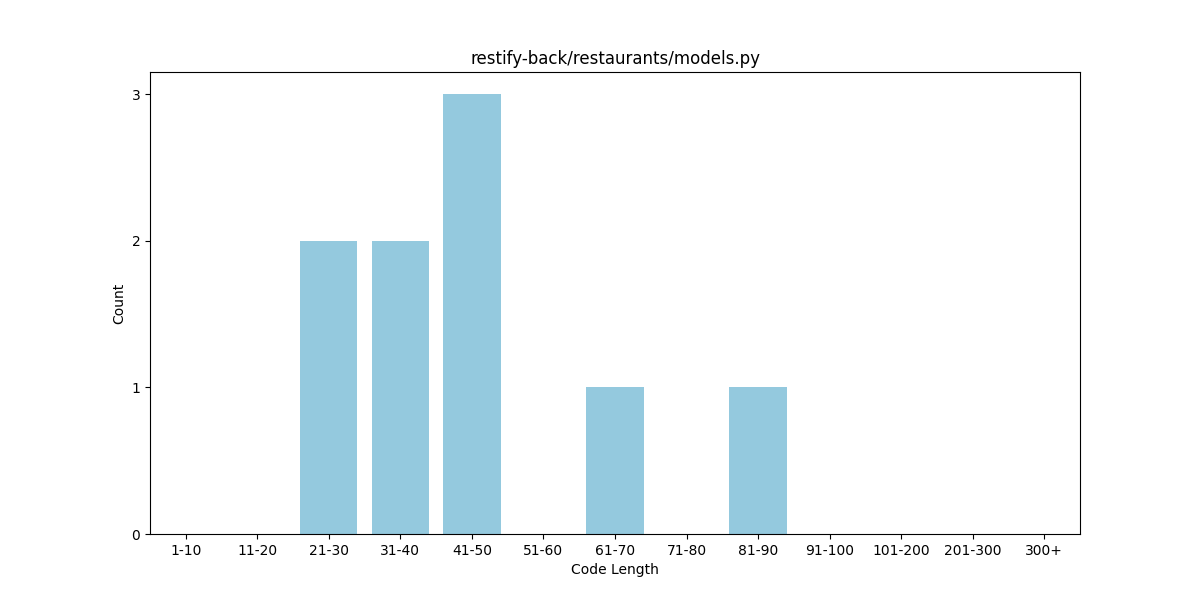 restify-back/restaurants/models.py
3
2
1
0
Count
1-10 11-20 21-30 31-40 41-50 51-60 61-70 71-80 81-90 91-100 101-200 201-300 300+
Code Length